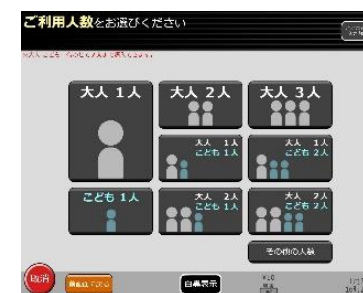 ご利用人数をお選びください
大人 1人
大人 2人
大人 3人
大人 1人
こども 1人
大人 1人
こども 2人
こども 1人
大人 2人
こども 1人
大人 2人
こども 2人
その他の人数
取消
白黒表示